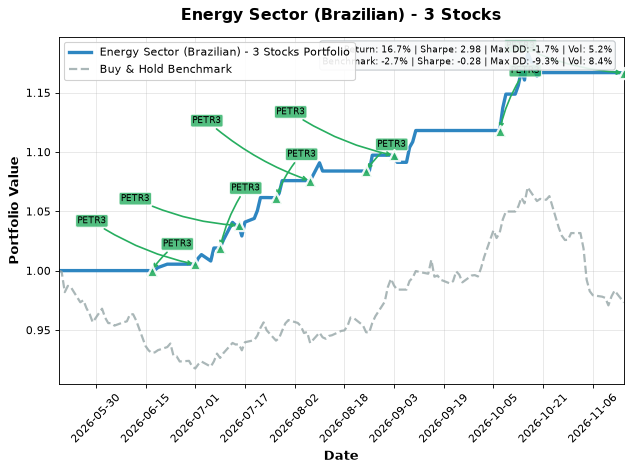 Energy Sector (Brazilian) - 3 Stocks
Energy Sector (Brazilian) - 3 Stocks Portfolio
Buy & Hold Benchmark
16.7% | Sharpe: 2.98 | Max DD: -1.7% | Vol: 5.2%
-2.7% | Sharpe: -0.28 | Max DD: -9.3% | Vol: 8.4%
PETR3
PETR3
PETR3
PETR3
PETR3
PETR3
PETR3
PETR3
PETR3
PETR3
Portfolio Value
1.15
1.10
1.05
1.00
0.95
2026-05-30
2026-06-15
2026-07-01
2026-07-17
2026-08-02
2026-08-18
2026-09-03
2026-09-19
2026-10-05
2026-10-21
2026-11-06
Date